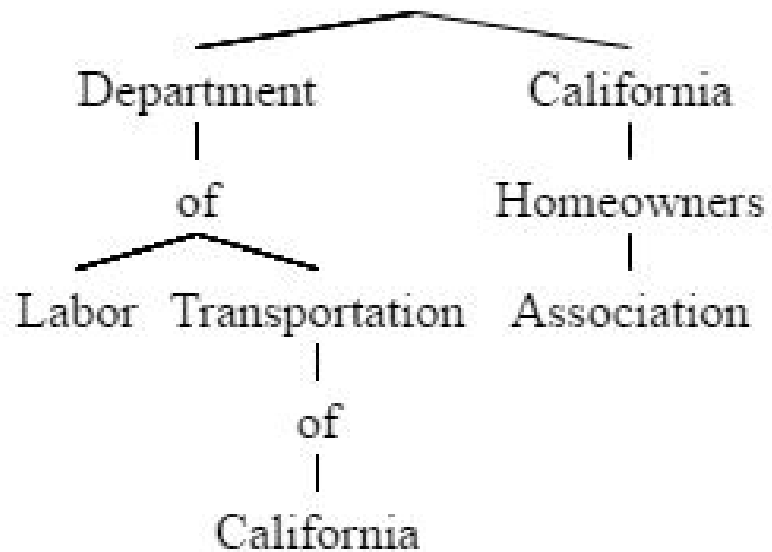 Department California
of Homeowners
Labor Transportation Association
of
California